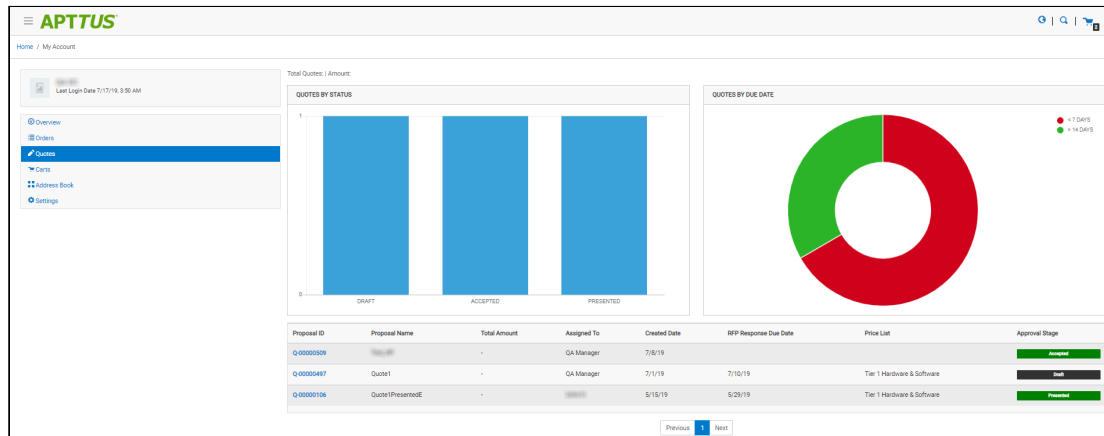 APTTUS
0
Home / My Account
Last Login Date 7/17/19, 3:50 AM
Overview
Orders
Quotes
Carts
Address Book
Settings
Total Quotes: | Amount:
QUOTES BY STATUS
1
0
DRAFT ACCEPTED PRESENTED
QUOTES BY DUE DATE
< 7 DAYS
> 14 DAYS
Proposal ID Proposal Name Total Amount Assigned To Created Date RFP Response Due Date Price List Approval Stage
Q-00000509 - QA Manager 7/8/19 Accepted
Q-00000497 Quote1 - QA Manager 7/1/19 7/10/19 Tier 1 Hardware & Software Draft
Q-00000106 Quote1PresentedE - 5/15/19 5/29/19 Tier 1 Hardware & Software Presented
Previous 1 Next